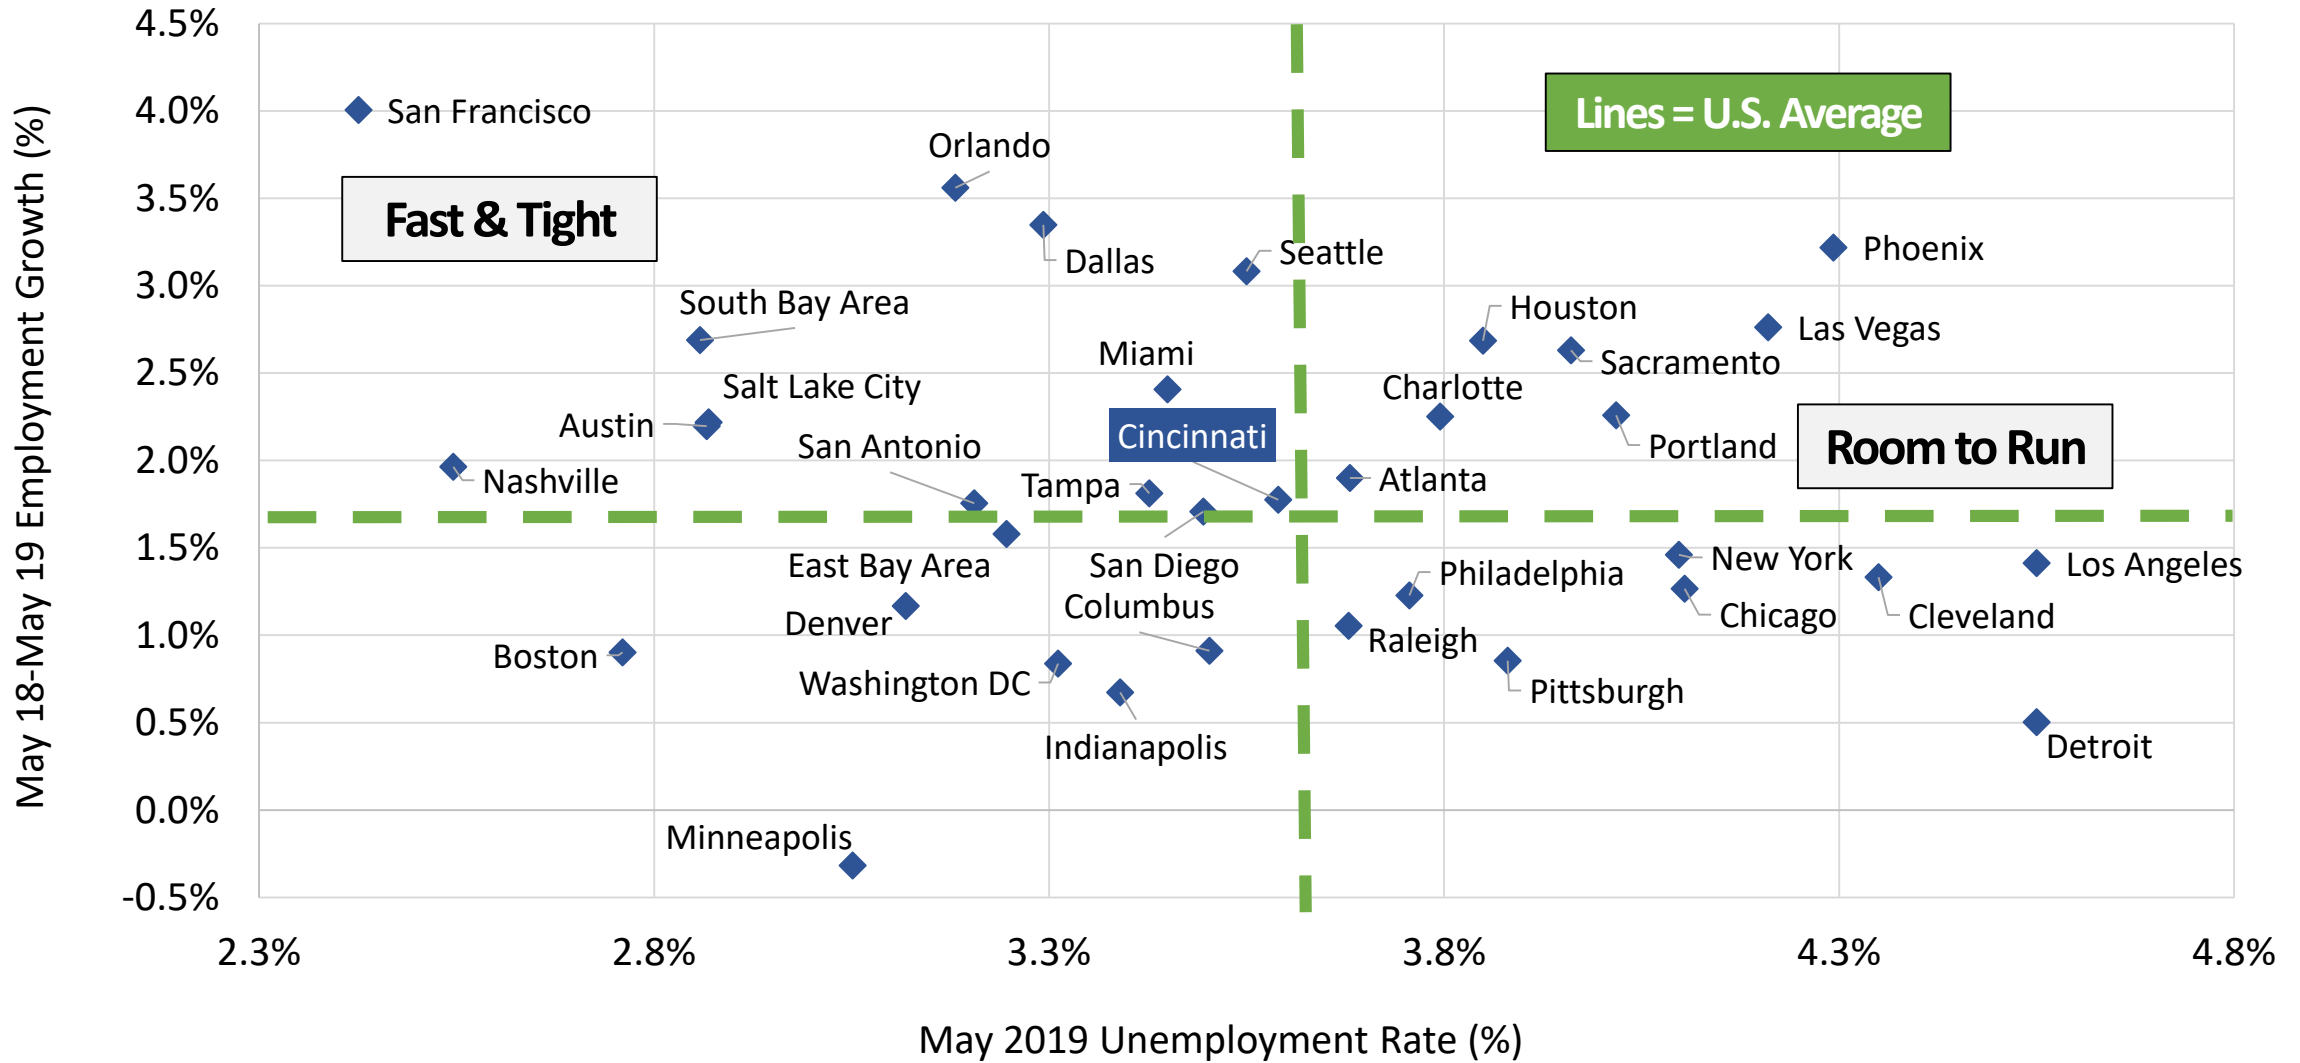 May 18-May 19 Employment Growth (%)
4.5%
4.0%
3.5%
3.0%
2.5%
2.0%
1.5%
1.0%
0.5%
0.0%
-0.5%
San Francisco
Lines = U.S. Average
Orlando
Fast & Tight
Dallas
Seattle
Phoenix
South Bay Area
Houston
Las Vegas
Miami
Sacramento
Salt Lake City
Charlotte
Austin
San Antonio
Cincinnati
Portland
Room to Run
Nashville
Tampa
Atlanta
East Bay Area
San Diego
Philadelphia
New York
Los Angeles
Columbus
Denver
Chicago
Cleveland
Boston
Raleigh
Washington DC
Pittsburgh
Indianapolis
Detroit
Minneapolis
2.3%
2.8%
3.3%
3.8%
4.3%
4.8%
May 2019 Unemployment Rate (%)